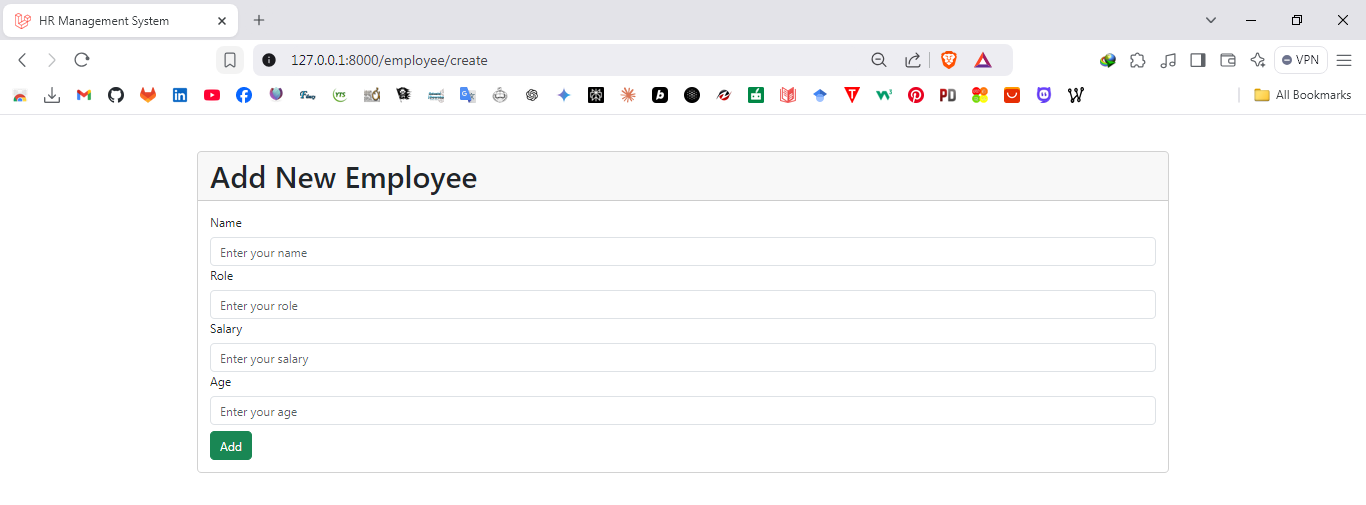 HR Management System
127.0.0.1:8000/employee/create
VPN
All Bookmarks
Add New Employee
Name
Enter your name
Role
Enter your role
Salary
Enter your salary
Age
Enter your age
Add